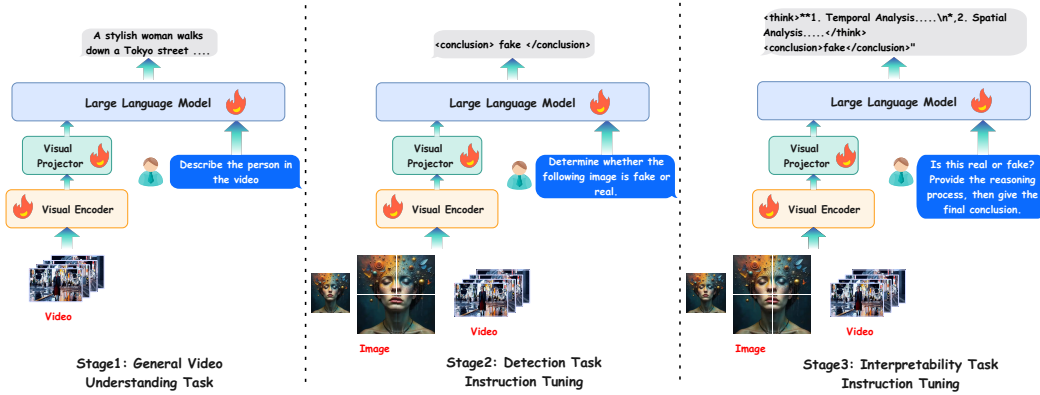 A stylish woman walks
down a Tokyo street ....
Large Language Model
Visual
Projector
Describe the person in
the video
Visual Encoder
Video
Stage1: General Video
Understanding Task
<conclusion> fake </conclusion>
Large Language Model
Visual
Projector
Determine whether the
following image is fake or
real.
Visual Encoder
Video
Image
Stage2: Detection Task
Instruction Tuning
<think>**1. Temporal Analysis.....\n*,2. Spatial
Analysis.....</think>
<conclusion>fake</conclusion>"
Large Language Model
Visual
Projector
Is this real or fake?
Provide the reasoning
process, then give the
final conclusion.
Visual Encoder
Video
Image
Stage3: Interpretability Task
Instruction Tuning